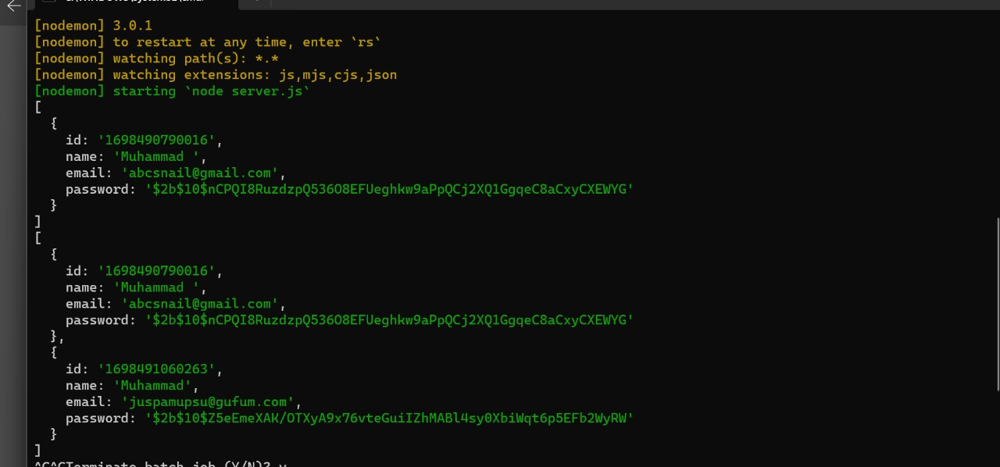 [nodemon] 3.0.1
[nodemon] to restart at any time, enter `rs`
[nodemon] watching path(s): *.*
[nodemon] watching extensions: js,mjs,cjs,json
[nodemon] starting `node server.js`
[
{
id: '1698490790016',
name: 'Muhammad ',
email: 'abcsnail@gmail.com',
password: '$2b$10$nCPQI8RuzdzpQ536O8EFUeghkw9aPpQCj2XQ1GgqeC8aCxyCXEWYG'
}
]
[
{
id: '1698490790016',
name: 'Muhammad ',
email: 'abcsnail@gmail.com',
password: '$2b$10$nCPQI8RuzdzpQ536O8EFUeghkw9aPpQCj2XQ1GgqeC8aCxyCXEWYG'
},
{
id: '1698491060263',
name: 'Muhammad',
email: 'juspamupsu@gufum.com',
password: '$2b$10$Z5eEmeXAK/OTXyA9x76vteGuiIZhMABl4sy0XbiWqt6p5EFb2WyRW'
}
]
^C^CTerminate batch job (Y/N)? y